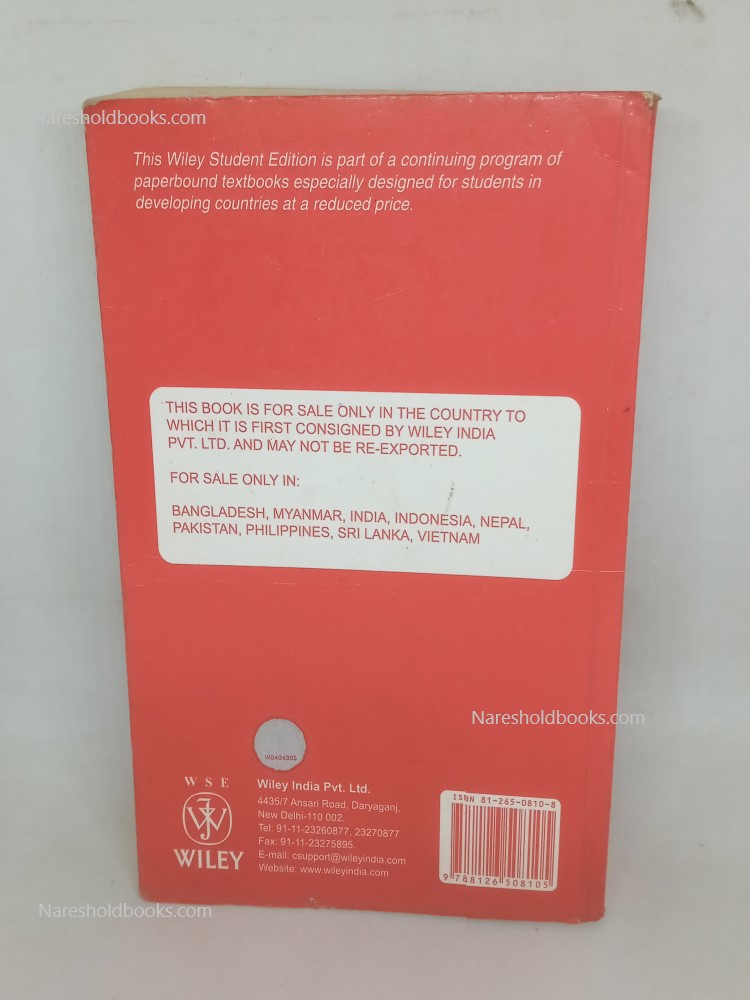 Naresholdbooks.com
This Wiley Student Edition is part of a continuing program of
paperbound textbooks especially designed for students in
developing countries at a reduced price.
THIS BOOK IS FOR SALE ONLY IN THE COUNTRY TO
WHICH IT IS FIRST CONSIGNED BY WILEY INDIA
PVT. LTD. AND MAY NOT BE RE-EXPORTED.
FOR SALE ONLY IN:
BANGLADESH, MYANMAR, INDIA, INDONESIA, NEPAL,
PAKISTAN, PHILIPPINES, SRI LANKA, VIETNAM
Naresholdbooks.com
W0404305
WSE
WILEY
Wiley India Pvt. Ltd.
4435/7 Ansari Road, Daryaganj,
New Delhi-110 002.
Tel: 91-11-23260877, 23270877
Fax: 91-11-23275895.
E-mail: csupport@wileyindia.com
Website: www.wileyindia.com
ISBN 81-265-0810-8
9 788126 508105
Naresholdbooks.com